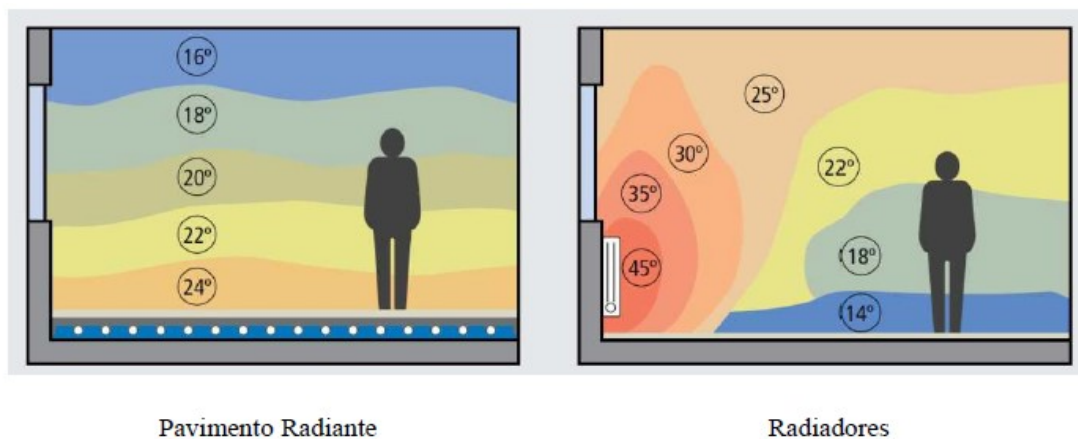 16º
18º
20º
22º
24º
25º
30º
35º
45º
22º
18º
14º
Pavimento Radiante
Radiadores